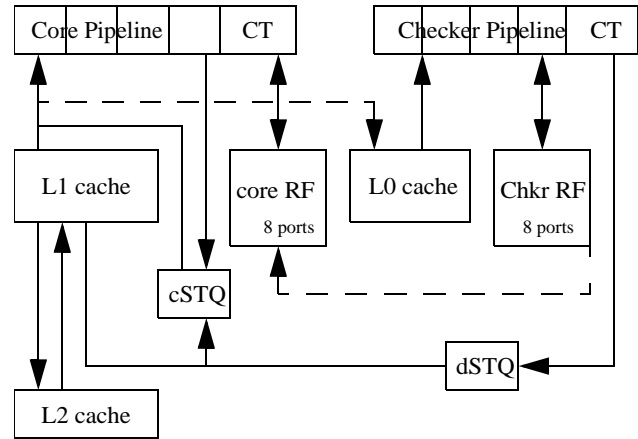 Core Pipeline CT Checker Pipeline CT
L1 cache core RF L0 cache Chkr RF
8 ports 8 ports
cSTQ
dSTQ
L2 cache